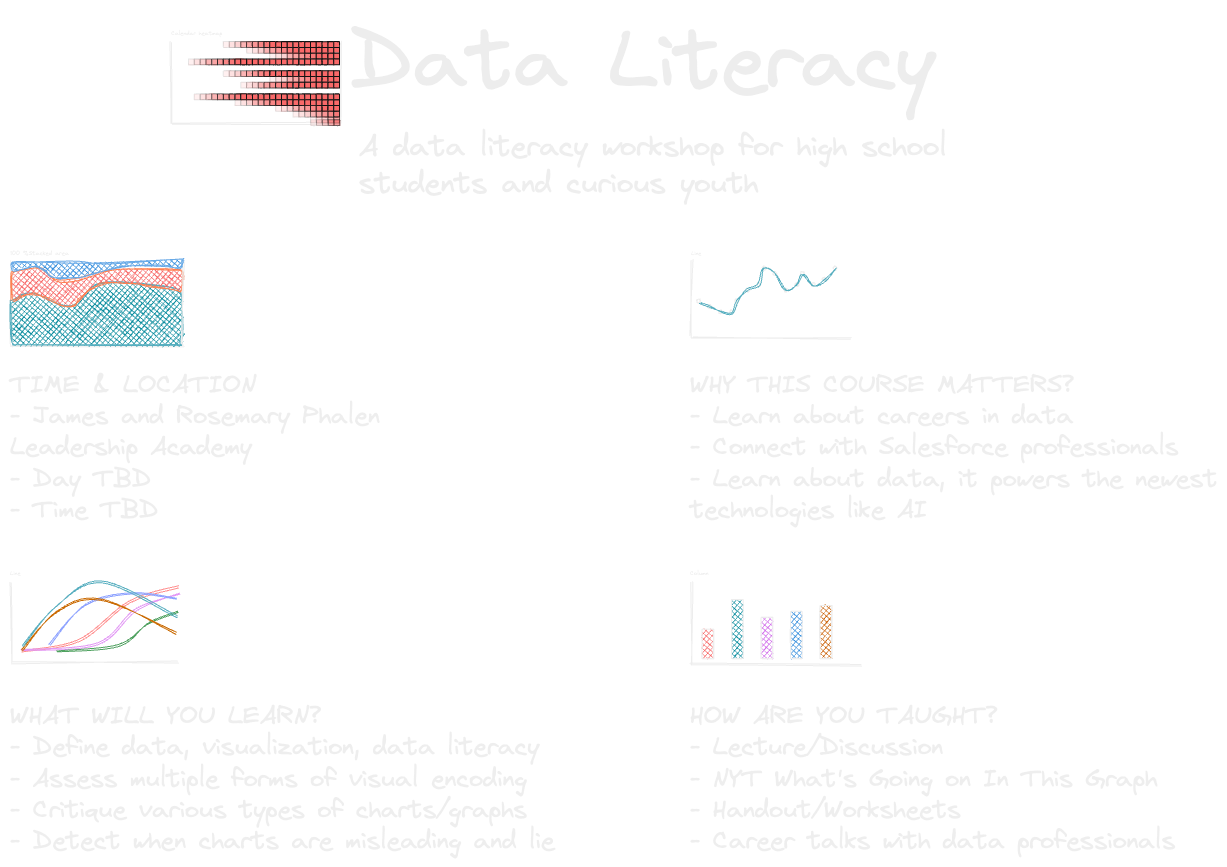 Data Literacy
A data literacy workshop for high school
students and curious youth
TIME & LOCATION
- James and Rosemary Phalen
Leadership Academy
- Day TBD
- Time TBD
WHY THIS COURSE MATTERS?
- Learn about careers in data
- Connect with Salesforce professionals
- Learn about data, it powers the newest
technologies like AI
WHAT WILL YOU LEARN?
- Define data, visualization, data literacy
- Assess multiple forms of visual encoding
- Critique various types of charts/graphs
- Detect when charts are misleading and lie
HOW ARE YOU TAUGHT?
- Lecture/Discussion
- NYT What's Going on In This Graph
- Handout/Worksheets
- Career talks with data professionals